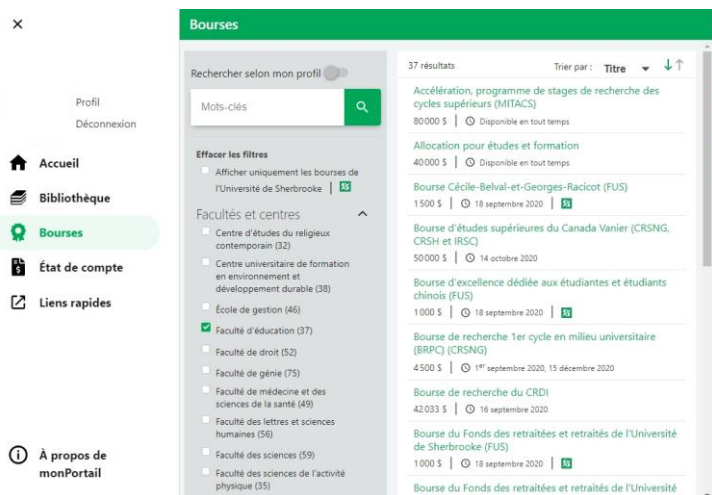 ×
Profil
Déconnexion
Accueil
Bibliothèque
Bourses
État de compte
Liens rapides
À propos de
monPortail
Bourses
Rechercher selon mon profil
Mots-clés
Effacer les filtres
Afficher uniquement les bourses de
l'Université de Sherbrooke |
Facultés et centres
Centre d'études du religieux
contemporain (32)
Centre universitaire de formation
en environnement et
développement durable (38)
École de gestion (46)
Faculté d'éducation (37)
Faculté de droit (52)
Faculté de génie (75)
Faculté de médecine et des
sciences de la santé (49)
Faculté des lettres et sciences
humaines (56)
Faculté des sciences (59)
Faculté des sciences de l'activité
physique (35)
37 résultats Trier par : Titre
Accélération, programme de stages de recherche des
cycles supérieurs (MITACS)
80 000 $ | Disponible en tout temps
Allocation pour études et formation
40 000 $ | Disponible en tout temps
Bourse Cécile-Belval-et-Georges-Racicot (FUS)
1 500 $ | 18 septembre 2020 |
Bourse d'études supérieures du Canada Vanier (CRSNG,
CRSH et IRSC)
50 000 $ | 14 octobre 2020
Bourse d'excellence dédiée aux étudiantes et étudiants
chinois (FUS)
1 000 $ | 18 septembre 2020 |
Bourse de recherche 1er cycle en milieu universitaire
(BRPC) (CRSNG)
4 500 $ | 1er septembre 2020, 15 décembre 2020
Bourse de recherche du CRDI
42 033 $ | 16 septembre 2020
Bourse du Fonds des retraitées et retraités de l'Université
de Sherbrooke (FUS)
1 000 $ | 18 septembre 2020 |
Bourse du Fonds des retraitées et retraités de l'Université